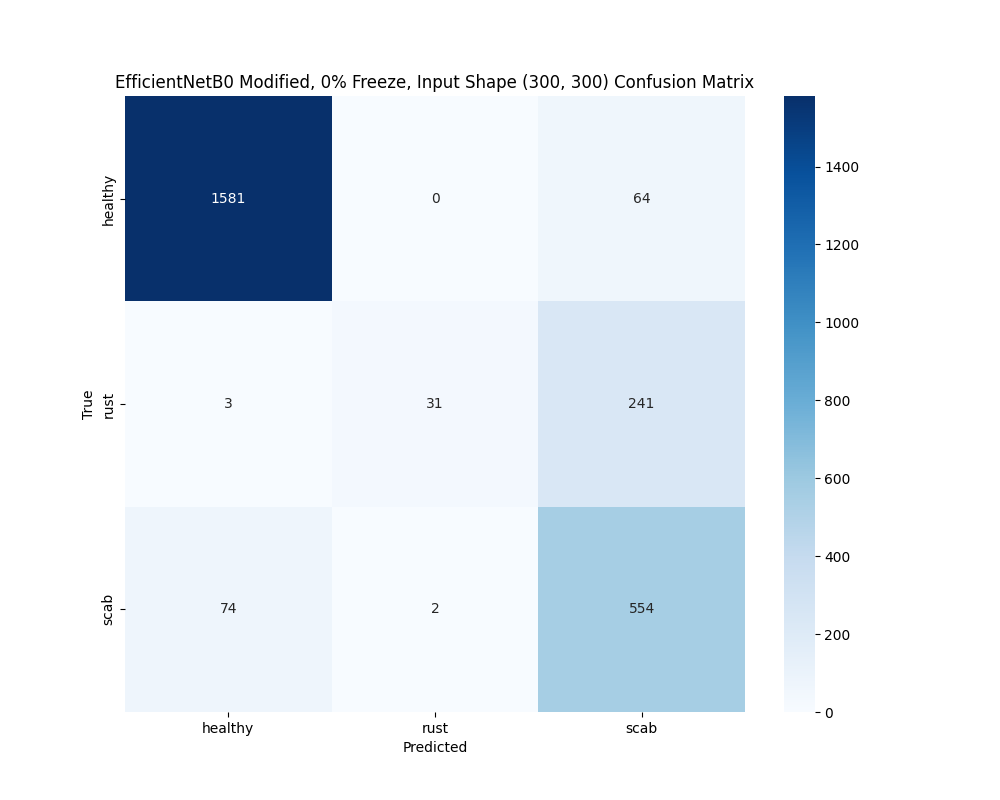 EfficientNetB0 Modified, 0% Freeze, Input Shape (300, 300) Confusion Matrix
True
healthy
1581
0
64
rust
3
31
241
scab
74
2
554
healthy
rust
scab
Predicted
1400
1200
1000
800
600
400
200
0